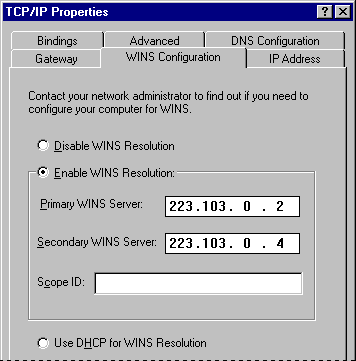 TCP/IP Properties
Bindings Advanced DNS Configuration
Gateway WINS Configuration IP Address
Contact your network administrator to find out if you need to
configure your computer for WINS.
Disable WINS Resolution
Enable WINS Resolution:
Primary WINS Server: 223.103. 0 . 2
Secondary WINS Server: 223.103. 0 . 4
Scope ID:
Use DHCP for WINS Resolution